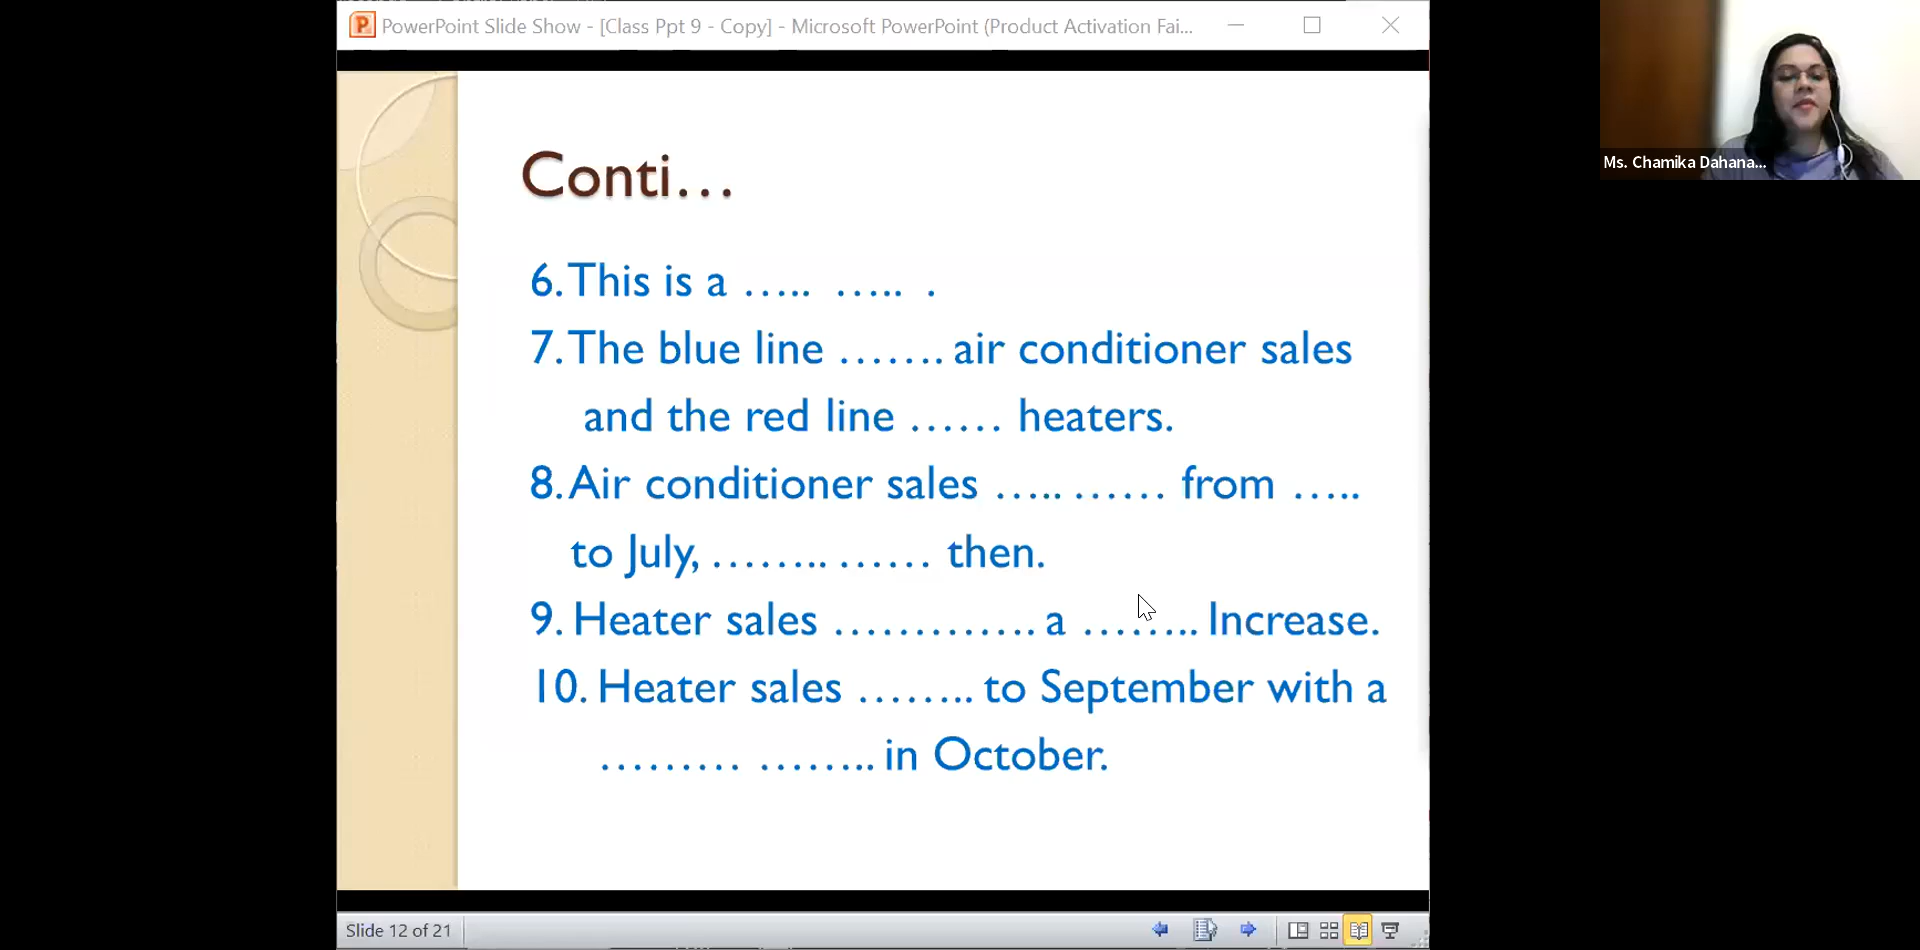 PowerPoint Slide Show - [Class Ppt 9 - Copy] - Microsoft PowerPoint (Product Activation Fai...
Ms. Chamika Dahana...
Conti...
6. This is a ..... ..... .
7. The blue line ....... air conditioner sales
and the red line ...... heaters.
8. Air conditioner sales ..... ...... from .....
to July, ........ ...... then.
9. Heater sales ............. a ........ Increase.
10. Heater sales ........ to September with a
......... ........ in October.
Slide 12 of 21